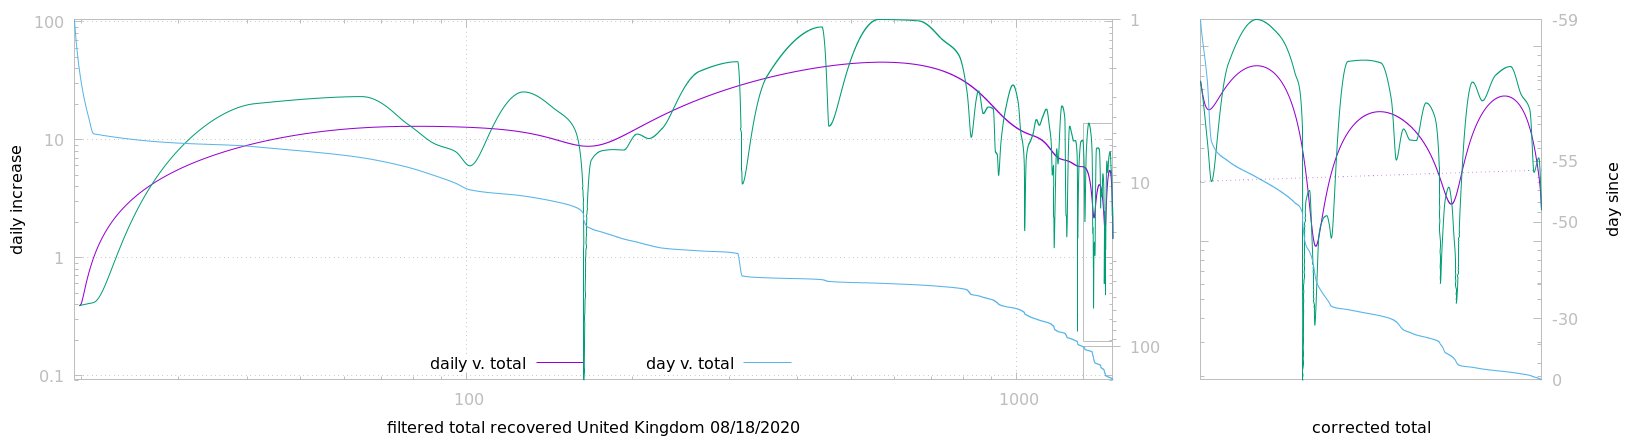 100
10
1
0.1
daily increase
daily v. total
day v. total
1
10
100
100
1000
filtered total recovered United Kingdom 08/18/2020
-59
-55
-50
-30
0
day since
corrected total